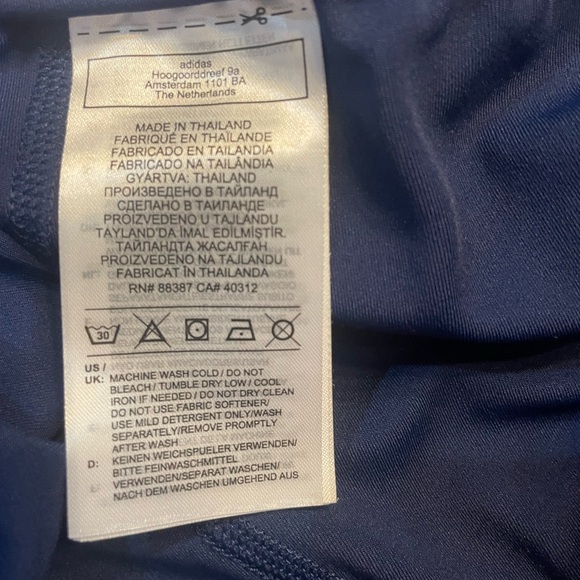 adidas
Hoogoorddreef 9a
Amsterdam 1101 BA
The Netherlands
MADE IN THAILAND
FABRIQUÉ EN THAÏLANDE
FABRICADO EN TAILANDIA
FABRICADO NA TAILÂNDIA
GYÁRTVA: THAILAND
ПРОИЗВЕДЕНО В ТАЙЛАНД
СДЕЛАНО В ТАИЛАНДЕ
PROIZVEDENO U TAJLANDU
TAYLAND'DA İMAL EDİLMİŞTİR.
ТАЙЛАНДТА ЖАСАЛҒАН
PROIZVEDENO NA TAJLANDU
FABRICAT ÎN THAILANDA
RN# 88387 CA# 40312
30
US /
UK: MACHINE WASH COLD / DO NOT
BLEACH / TUMBLE DRY LOW / COOL
IRON IF NEEDED / DO NOT DRY CLEAN
DO NOT USE FABRIC SOFTENER/
USE MILD DETERGENT ONLY/WASH
SEPARATELY/REMOVE PROMPTLY
AFTER WASH
D: KEINEN WEICHSPUELER VERWENDEN/
BITTE FEINWASCHMITTEL
VERWENDEN/SEPARAT WASCHEN/
NACH DEM WASCHEN UMGEHEND AUS